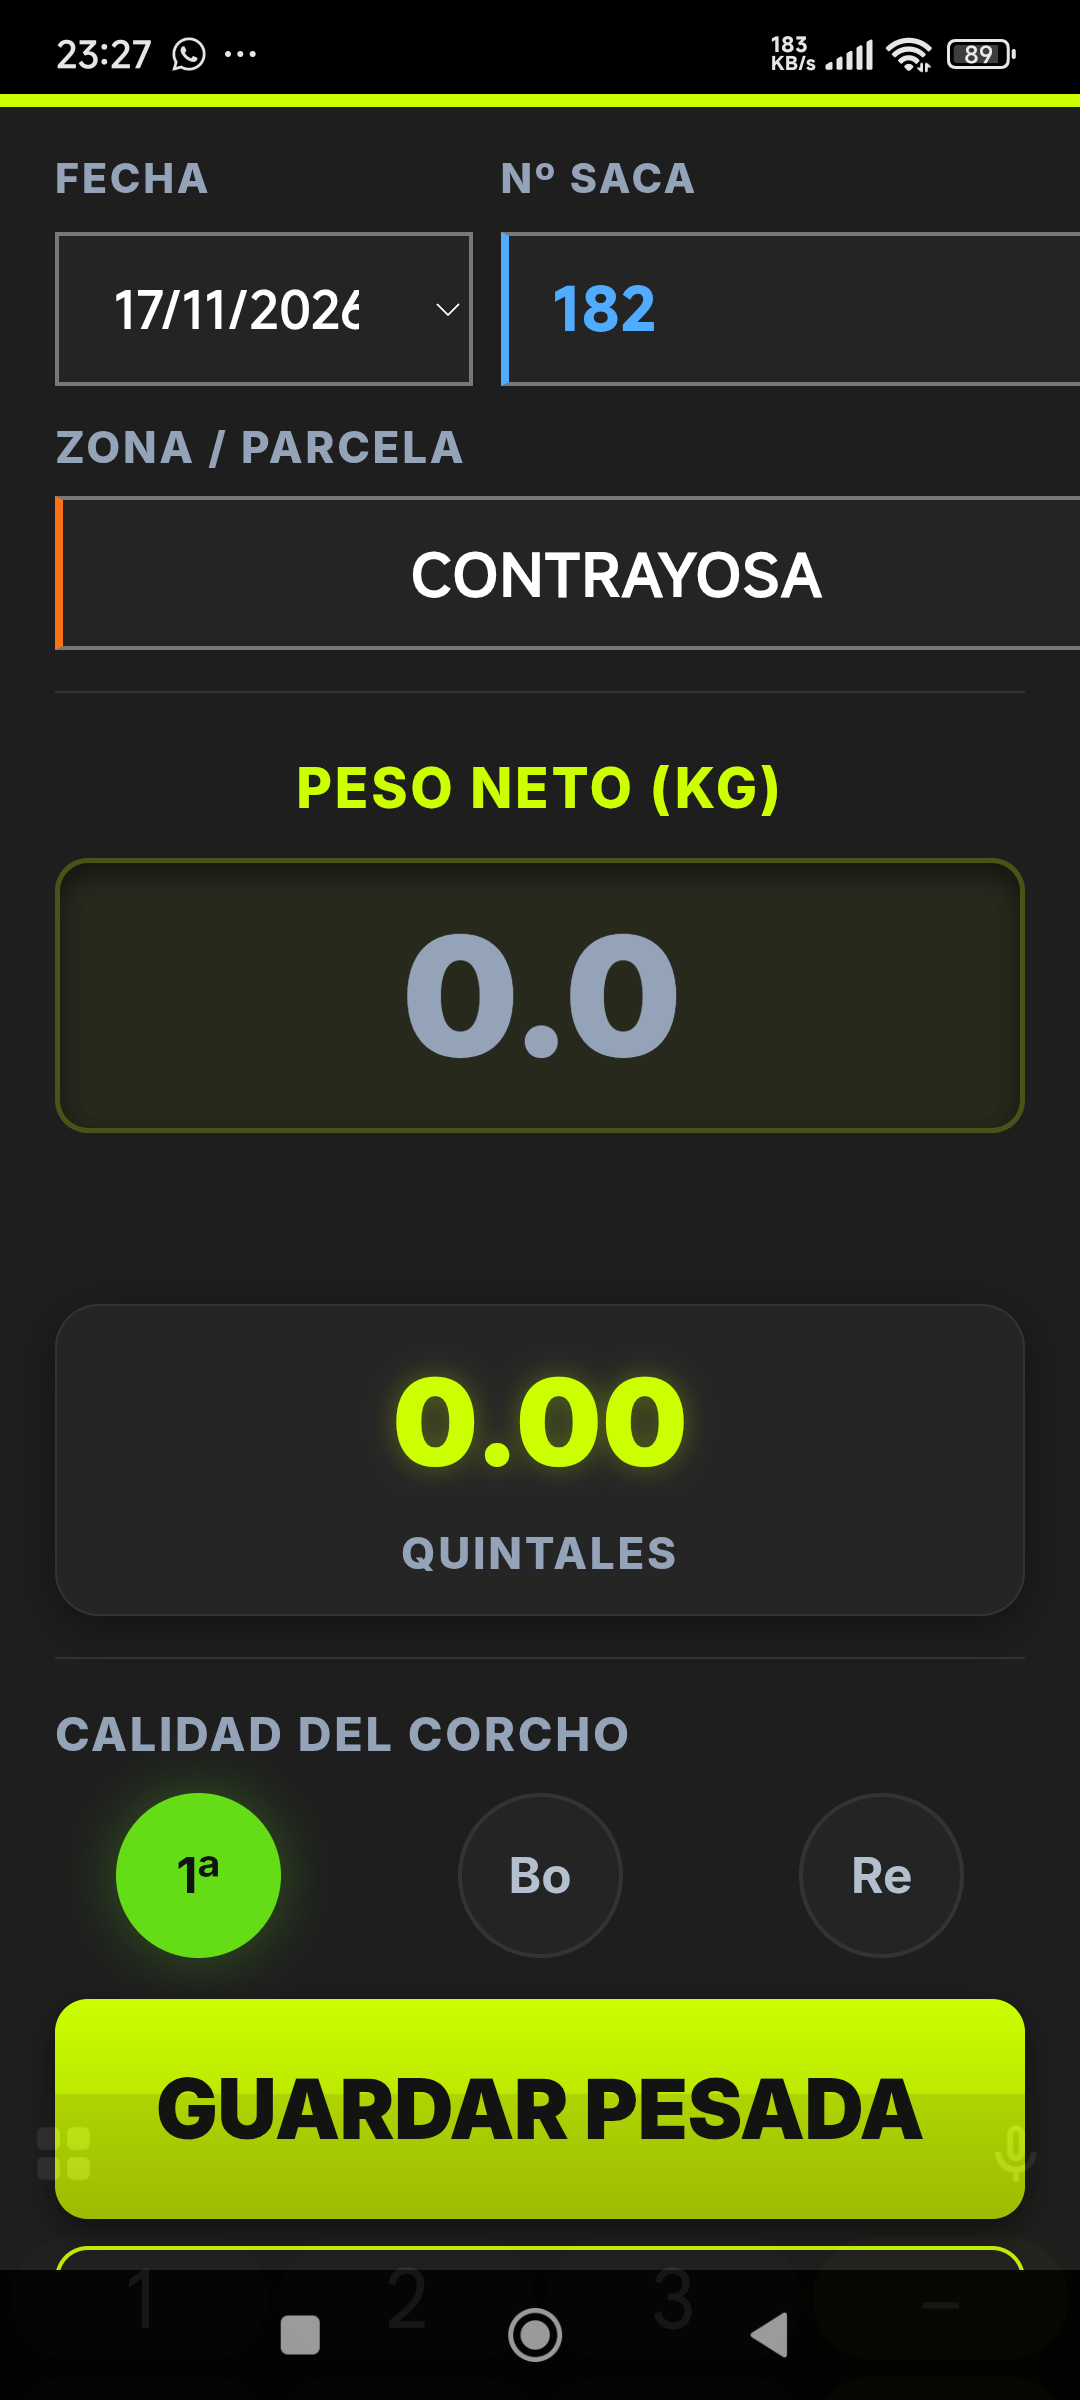 23:27 ... 183 KB/s 89
FECHA Nº SACA
17/11/2026 182
ZONA / PARCELA
CONTRAYOSA
PESO NETO (KG)
0.0
0.00
QUINTALES
CALIDAD DEL CORCHO
1ª Bo Re
GUARDAR PESADA
1 2 3 −